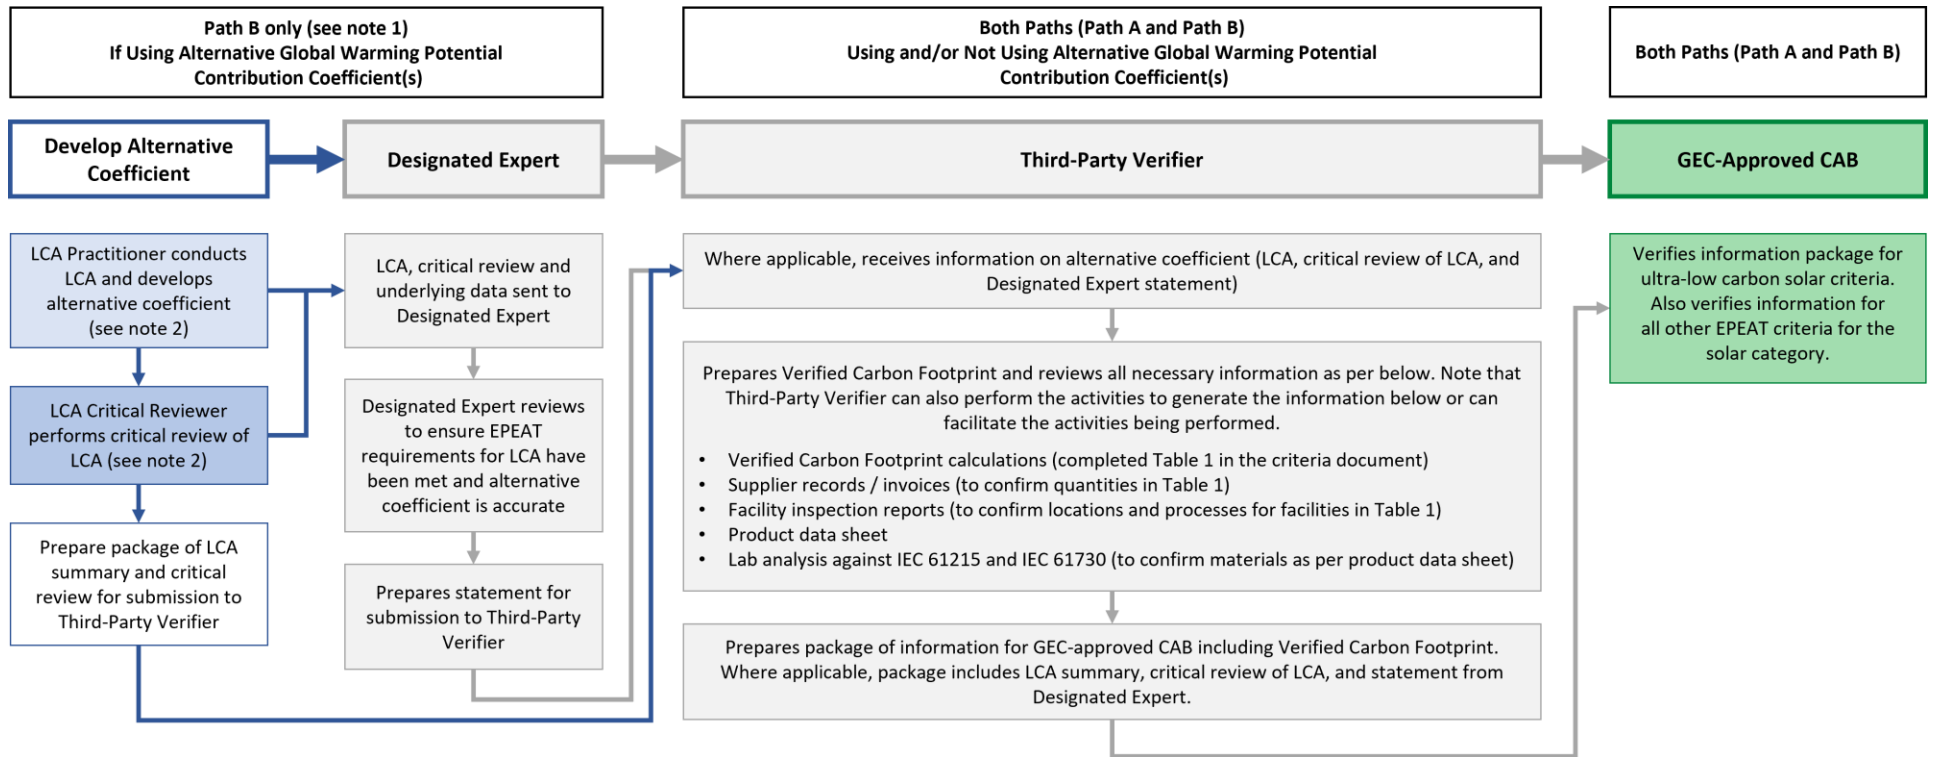 Path B only (see note 1)
If Using Alternative Global Warming Potential
Contribution Coefficient(s)
Both Paths (Path A and Path B)
Using and/or Not Using Alternative Global Warming Potential
Contribution Coefficient(s)
Both Paths (Path A and Path B)
Develop Alternative
Coefficient
Designated Expert
Third-Party Verifier
GEC-Approved CAB
LCA Practitioner conducts
LCA and develops
alternative coefficient
(see note 2)
LCA Critical Reviewer
performs critical review of
LCA (see note 2)
Prepare package of LCA
summary and critical
review for submission to
Third-Party Verifier
LCA, critical review and
underlying data sent to
Designated Expert
Designated Expert reviews
to ensure EPEAT
requirements for LCA have
been met and alternative
coefficient is accurate
Prepares statement for
submission to Third-Party
Verifier
Where applicable, receives information on alternative coefficient (LCA, critical review of LCA, and
Designated Expert statement)
Prepares Verified Carbon Footprint and reviews all necessary information as per below. Note that
Third-Party Verifier can also perform the activities to generate the information below or can
facilitate the activities being performed.
• Verified Carbon Footprint calculations (completed Table 1 in the criteria document)
• Supplier records / invoices (to confirm quantities in Table 1)
• Facility inspection reports (to confirm locations and processes for facilities in Table 1)
• Product data sheet
• Lab analysis against IEC 61215 and IEC 61730 (to confirm materials as per product data sheet)
Prepares package of information for GEC-approved CAB including Verified Carbon Footprint.
Where applicable, package includes LCA summary, critical review of LCA, and statement from
Designated Expert.
Verifies information package for
ultra-low carbon solar criteria.
Also verifies information for
all other EPEAT criteria for the
solar category.